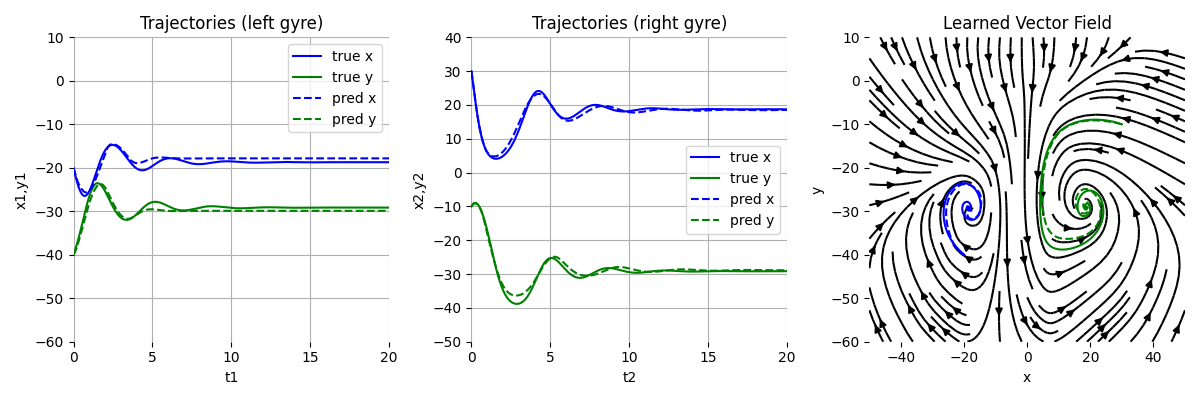 Trajectories (left gyre)
10
0
−10
−20
−30
−40
−50
−60
x1,y1
0
5
10
15
20
t1
true x
true y
pred x
pred y
Trajectories (right gyre)
40
30
20
10
0
−10
−20
−30
−40
−50
x2,y2
0
5
10
15
20
t2
true x
true y
pred x
pred y
Learned Vector Field
10
0
−10
−20
−30
−40
−50
−60
y
−40
−20
0
20
40
x